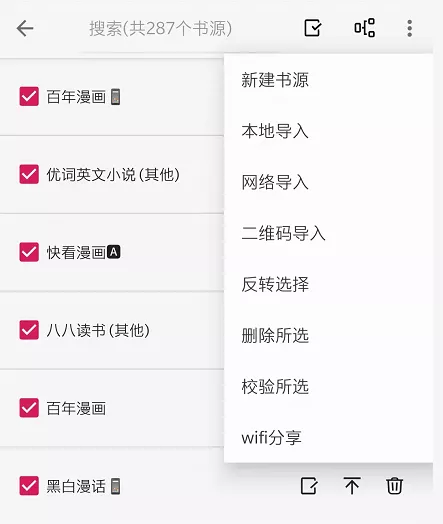 搜索(共287个书源)
新建书源
本地导入
网络导入
二维码导入
反转选择
删除所选
校验所选
wifi分享
百年漫画
优词英文小说(其他)
快看漫画🅰
八八读书(其他)
百年漫画
黑白漫话